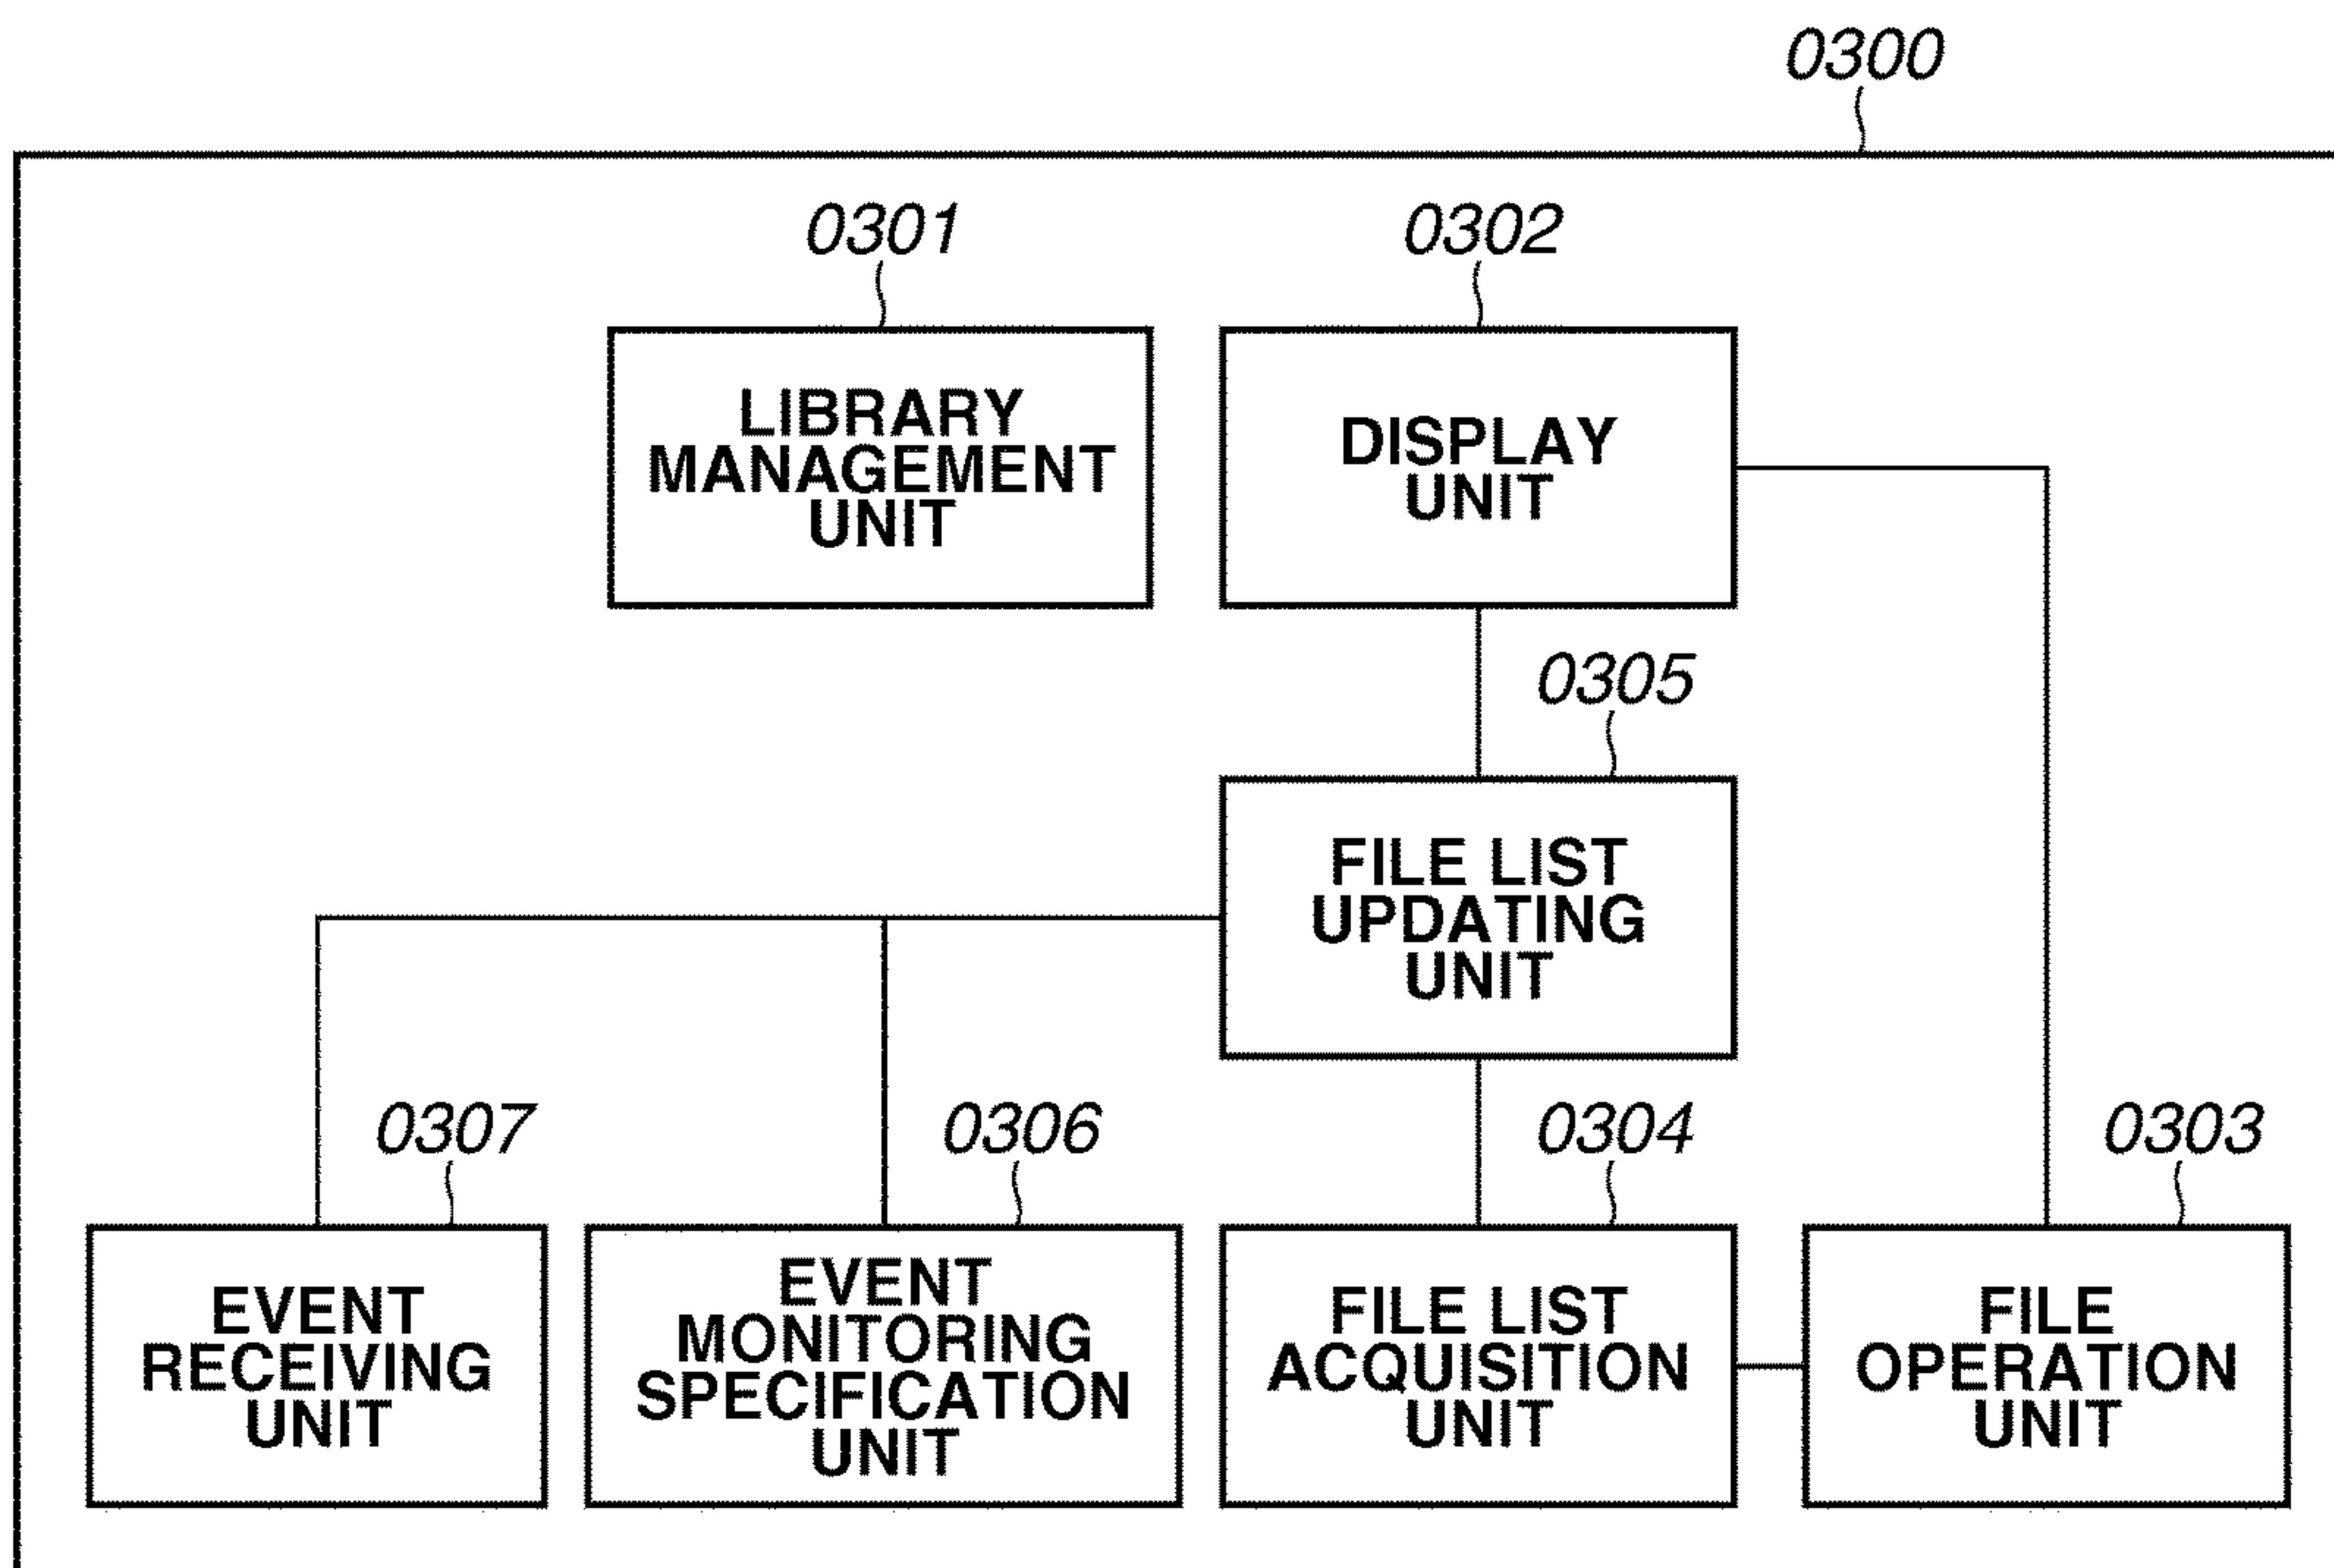 0300
0301
LIBRARY
MANAGEMENT
UNIT
0302
DISPLAY
UNIT
0305
FILE LIST
UPDATING
UNIT
0307
EVENT
RECEIVING
UNIT
0306
EVENT
MONITORING
SPECIFICATION
UNIT
0304
FILE LIST
ACQUISITION
UNIT
0303
FILE
OPERATION
UNIT